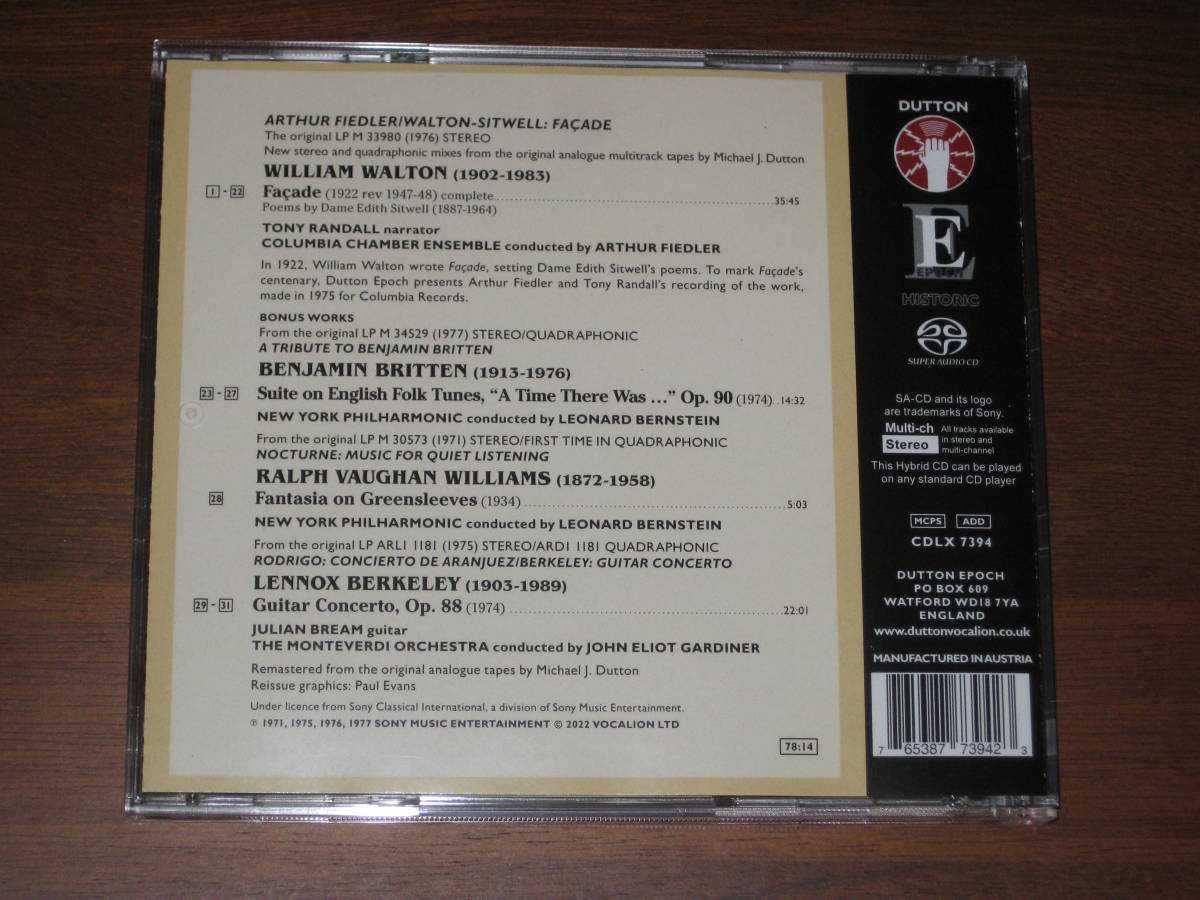 ARTHUR FIEDLER/WALTON-SITWELL: FAÇADE
The original LP M 33980 (1976) STEREO
New stereo and quadraphonic mixes from the original analogue multitrack tapes by Michael J. Dutton
WILLIAM WALTON (1902-1983)
1 - 22 Façade (1922 rev 1947-48) complete 35:45
Poems by Dame Edith Sitwell (1887-1964)
TONY RANDALL narrator
COLUMBIA CHAMBER ENSEMBLE conducted by ARTHUR FIEDLER
In 1922, William Walton wrote Façade, setting Dame Edith Sitwell's poems. To mark Façade's
centenary, Dutton Epoch presents Arthur Fiedler and Tony Randall's recording of the work,
made in 1975 for Columbia Records.
BONUS WORKS
From the original LP M 34529 (1977) STEREO/QUADRAPHONIC
A TRIBUTE TO BENJAMIN BRITTEN
BENJAMIN BRITTEN (1913-1976)
23 - 27 Suite on English Folk Tunes, "A Time There Was ..." Op. 90 (1974) 14:32
NEW YORK PHILHARMONIC conducted by LEONARD BERNSTEIN
From the original LP M 30573 (1971) STEREO/FIRST TIME IN QUADRAPHONIC
NOCTURNE: MUSIC FOR QUIET LISTENING
RALPH VAUGHAN WILLIAMS (1872-1958)
28 Fantasia on Greensleeves (1934) 5:03
NEW YORK PHILHARMONIC conducted by LEONARD BERNSTEIN
From the original LP ARL1 1181 (1975) STEREO/ARD1 1181 QUADRAPHONIC
RODRIGO: CONCIERTO DE ARANJUEZ/BERKELEY: GUITAR CONCERTO
LENNOX BERKELEY (1903-1989)
29 - 31 Guitar Concerto, Op. 88 (1974) 22:01
JULIAN BREAM guitar
THE MONTEVERDI ORCHESTRA conducted by JOHN ELIOT GARDINER
Remastered from the original analogue tapes by Michael J. Dutton
Reissue graphics: Paul Evans
Under licence from Sony Classical International, a division of Sony Music Entertainment.
℗ 1971, 1975, 1976, 1977 SONY MUSIC ENTERTAINMENT © 2022 VOCALION LTD
78:14
DUTTON
E
EPOCH
HISTORIC
SUPER AUDIO CD
SA-CD and its logo
are trademarks of Sony.
Multi-ch
Stereo
All tracks available
in stereo and
multi-channel
This Hybrid CD can be played
on any standard CD player
MCPS ADD
CDLX 7394
DUTTON EPOCH
PO BOX 609
WATFORD WD18 7YA
ENGLAND
www.duttonvocalion.co.uk
MANUFACTURED IN AUSTRIA
7 65387 73942 3